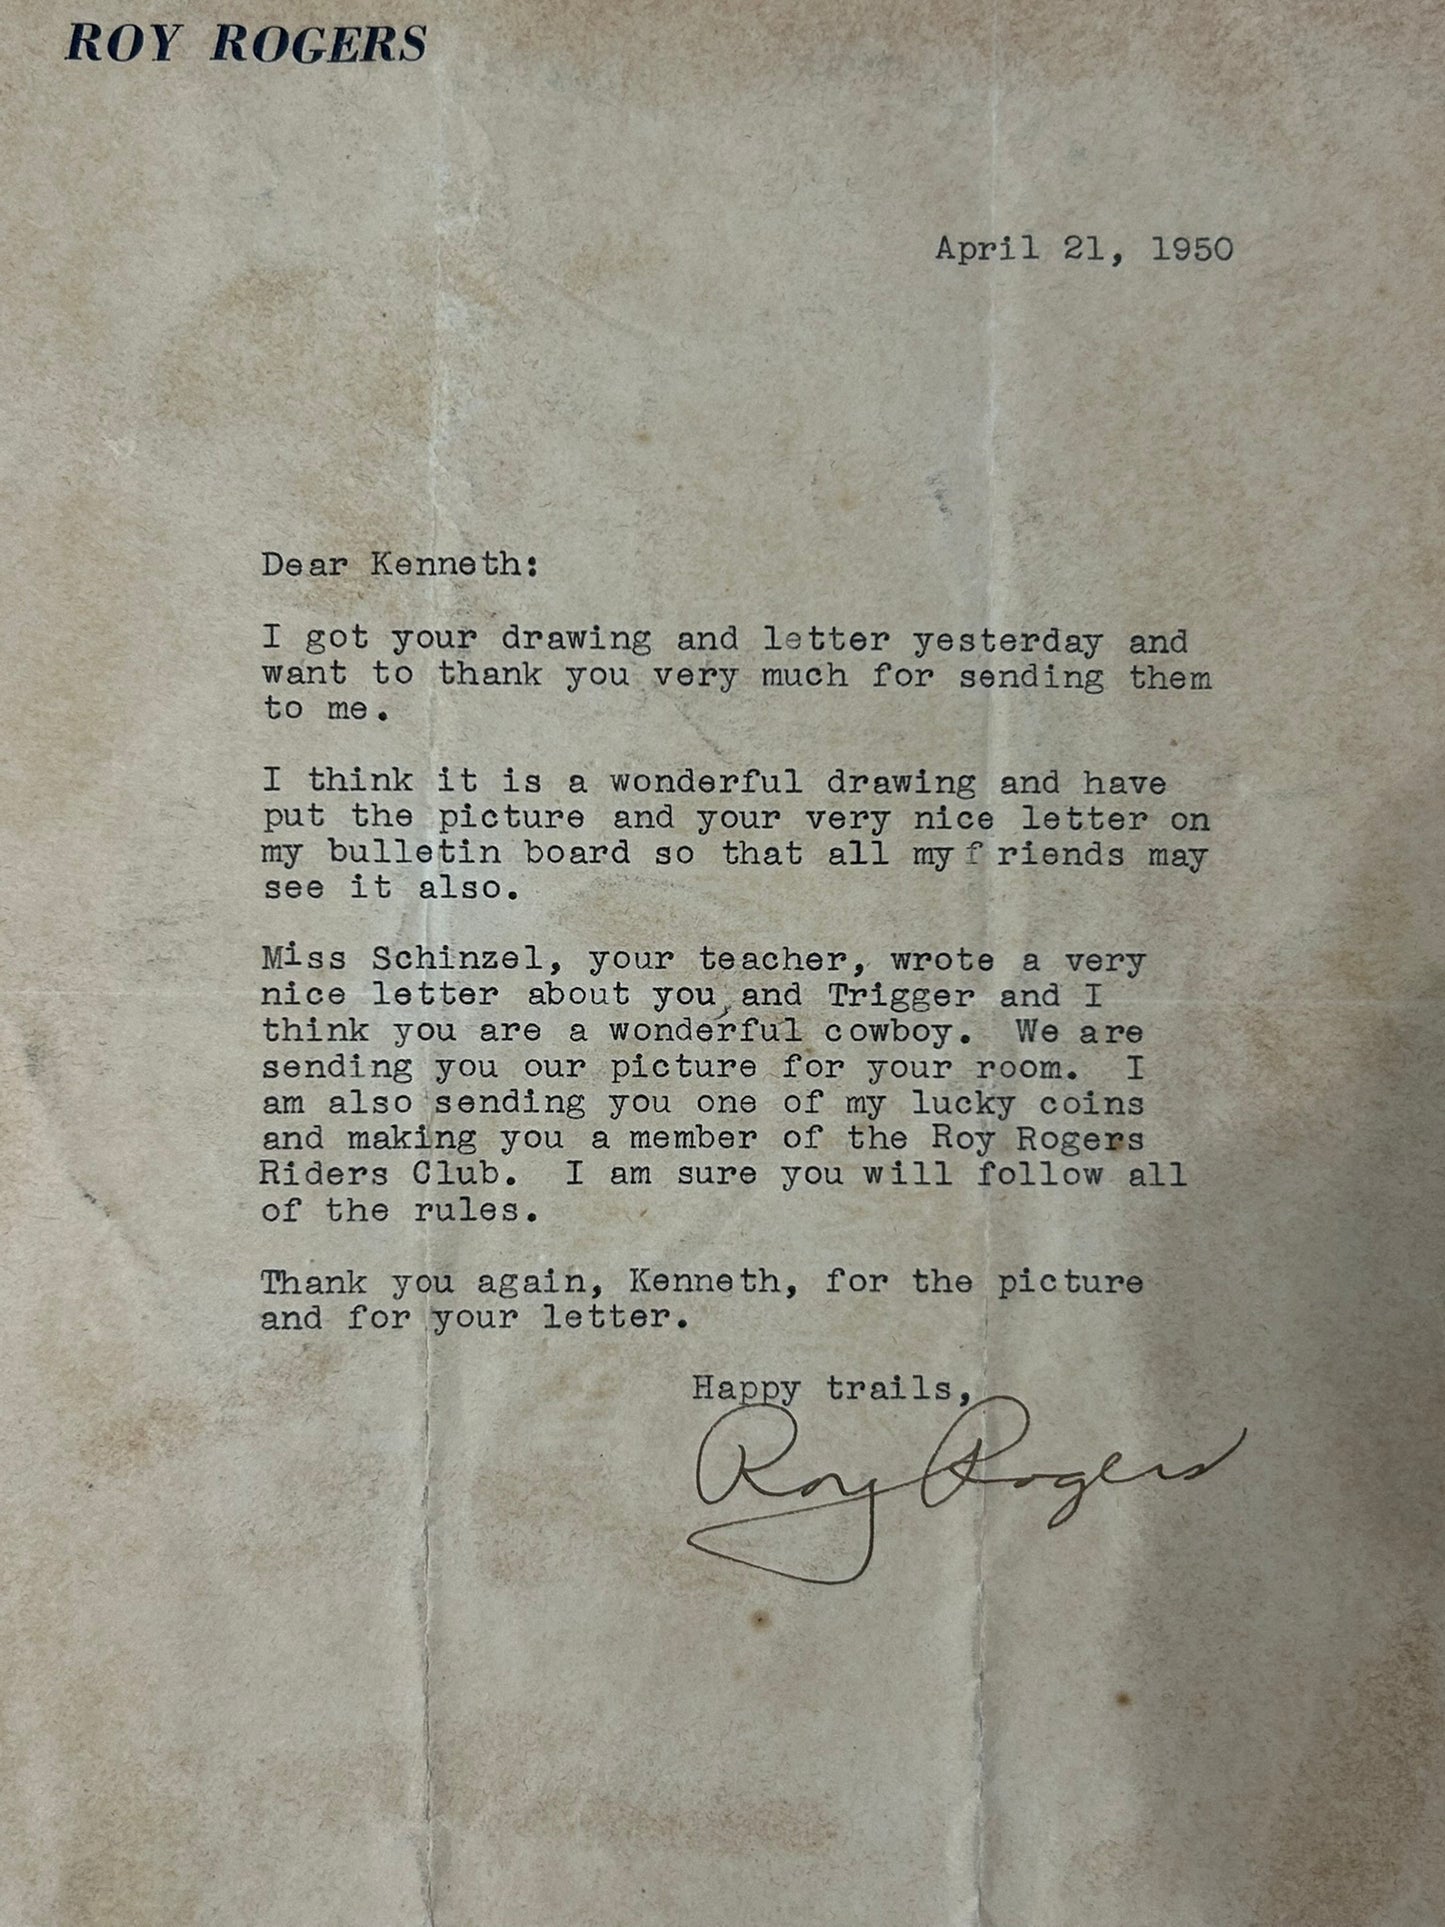 ROY ROGERS
April 21, 1950
Dear Kenneth:
I got your drawing and letter yesterday and
want to thank you very much for sending them
to me.
I think it is a wonderful drawing and have
put the picture and your very nice letter on
my bulletin board so that all my friends may
see it also.
Miss Schinzel, your teacher, wrote a very
nice letter about you, and Trigger and I
think you are a wonderful cowboy. We are
sending you our picture for your room. I
am also sending you one of my lucky coins
and making you a member of the Roy Rogers
Riders Club. I am sure you will follow all
of the rules.
Thank you again, Kenneth, for the picture
and for your letter.
Happy trails,
Roy Rogers